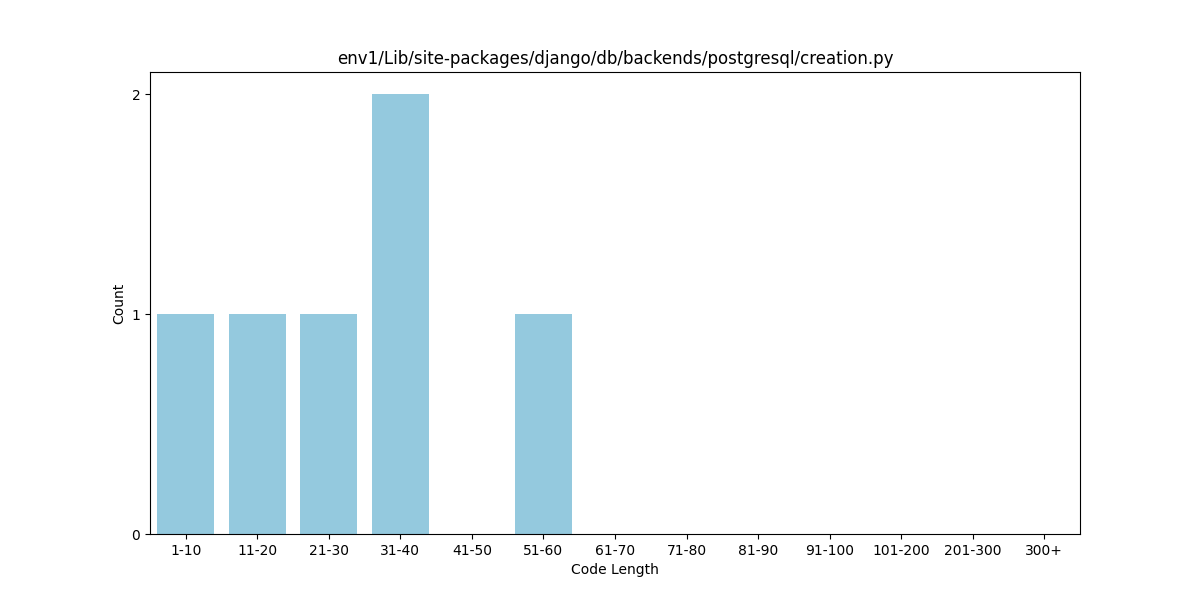 env1/Lib/site-packages/django/db/backends/postgresql/creation.py
2
1
0
Count
1-10 11-20 21-30 31-40 41-50 51-60 61-70 71-80 81-90 91-100 101-200 201-300 300+
Code Length